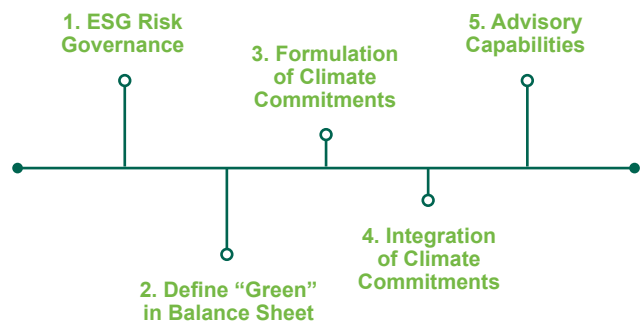 1. ESG Risk
Governance
2. Define “Green”
in Balance Sheet
3. Formulation
of Climate
Commitments
4. Integration
of Climate
Commitments
5. Advisory
Capabilities